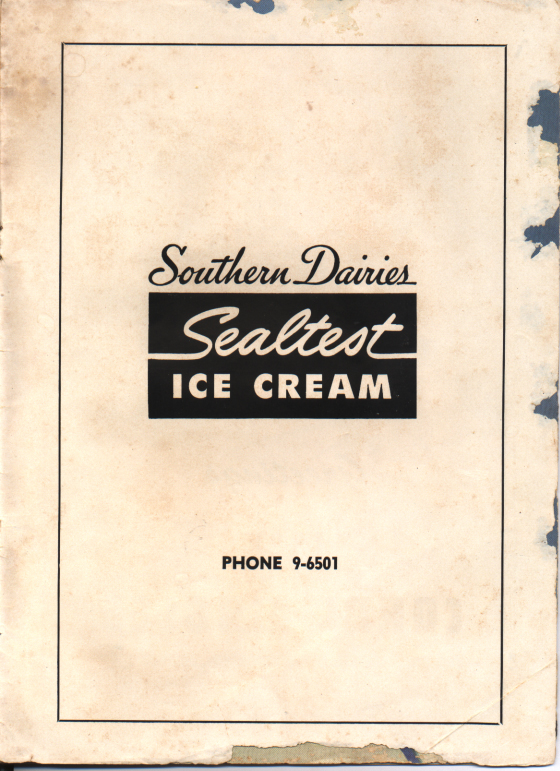 Southern Dairies
Sealtest
ICE CREAM
PHONE 9-6501